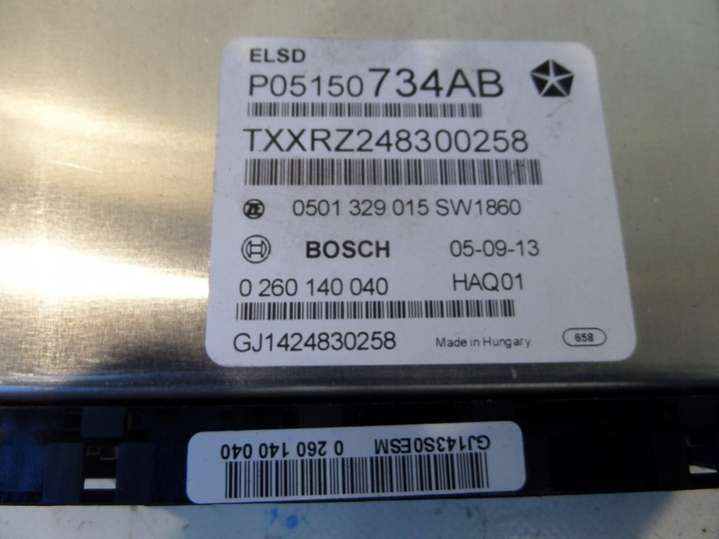 ELSD
P05150734AB
TXXRZ248300258
0501 329 015 SW1860
BOSCH 05-09-13
0 260 140 040 HAQ01
GJ1424830258 Made in Hungary 658
0 260 140 040 GJ143S0ESM